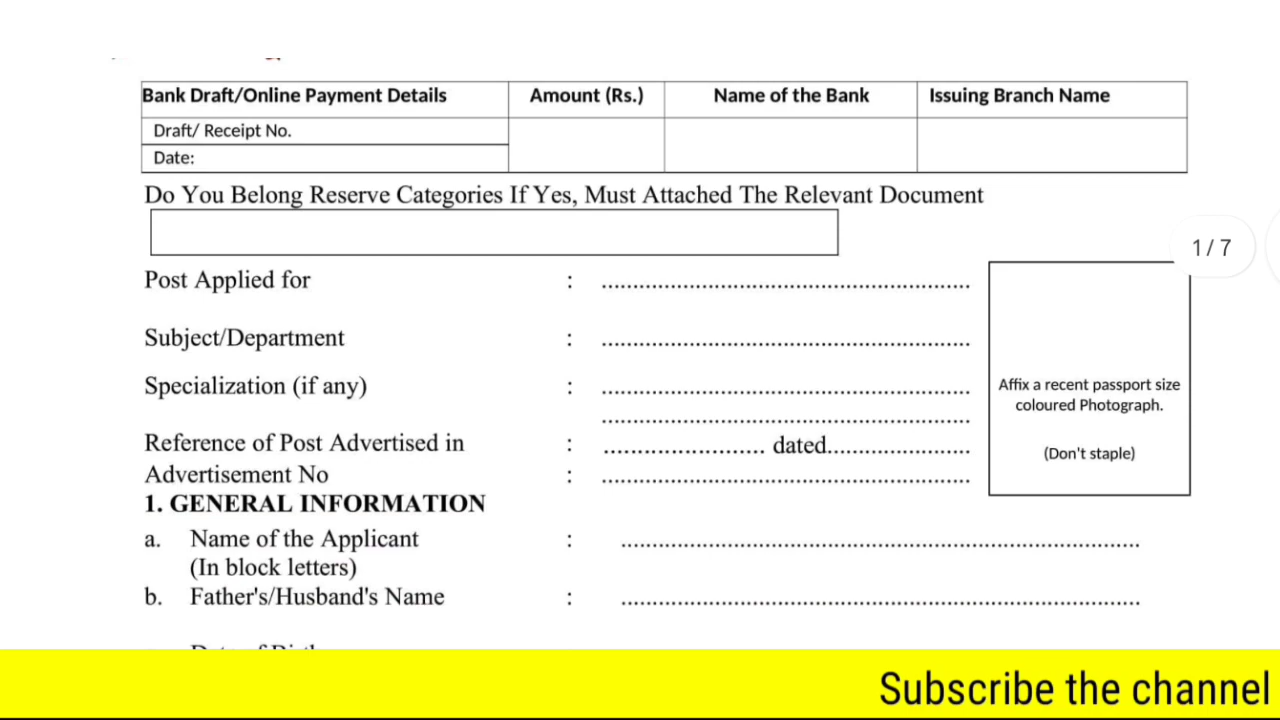 Bank Draft/Online Payment Details Amount (Rs.) Name of the Bank Issuing Branch Name
Draft/ Receipt No.
Date:
Do You Belong Reserve Categories If Yes, Must Attached The Relevant Document
1 / 7
Post Applied for : ...........................................................
Subject/Department : ...........................................................
Specialization (if any) : ...........................................................
...........................................................
Affix a recent passport size
coloured Photograph.
(Don't staple)
Reference of Post Advertised in : .......................... dated.......................
Advertisement No : ...........................................................
1. GENERAL INFORMATION
a. Name of the Applicant : ...................................................................................
(In block letters)
b. Father's/Husband's Name : ...................................................................................
Subscribe the channel